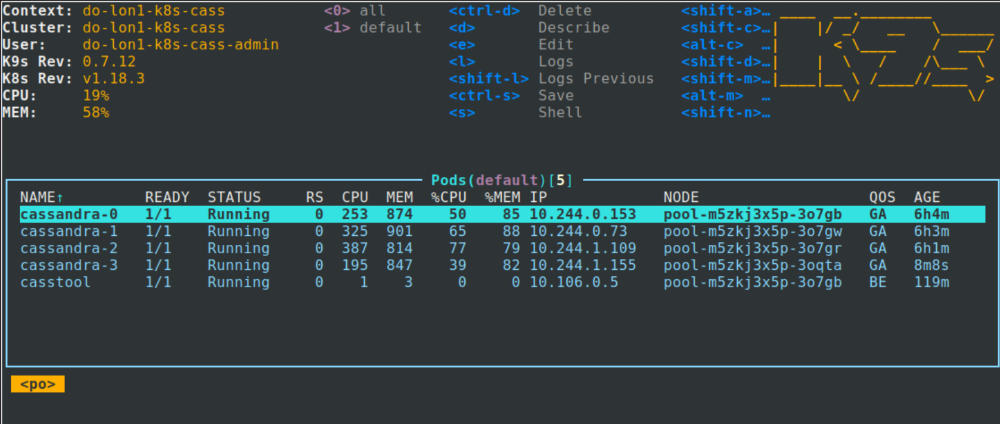 Context: do-lon1-k8s-cass <0> all <ctrl-d> Delete <shift-a>…
Cluster: do-lon1-k8s-cass <1> default <d> Describe <shift-c>…
User: do-lon1-k8s-cass-admin <e> Edit <alt-c> …
K9s Rev: 0.7.12 <l> Logs <shift-d>…
K8s Rev: v1.18.3 <shift-l> Logs Previous <shift-m>…
CPU: 19% <ctrl-s> Save <alt-m> …
MEM: 58% <s> Shell <shift-n>…
Pods(default)[5]
NAME↑ READY STATUS RS CPU MEM %CPU %MEM IP NODE QOS AGE
cassandra-0 1/1 Running 0 253 874 50 85 10.244.0.153 pool-m5zkj3x5p-3o7gb GA 6h4m
cassandra-1 1/1 Running 0 325 901 65 88 10.244.0.73 pool-m5zkj3x5p-3o7gw GA 6h3m
cassandra-2 1/1 Running 0 387 814 77 79 10.244.1.109 pool-m5zkj3x5p-3o7gr GA 6h1m
cassandra-3 1/1 Running 0 195 847 39 82 10.244.1.155 pool-m5zkj3x5p-3oqta GA 8m8s
casstool 1/1 Running 0 1 3 0 0 10.106.0.5 pool-m5zkj3x5p-3o7gb BE 119m
<po>